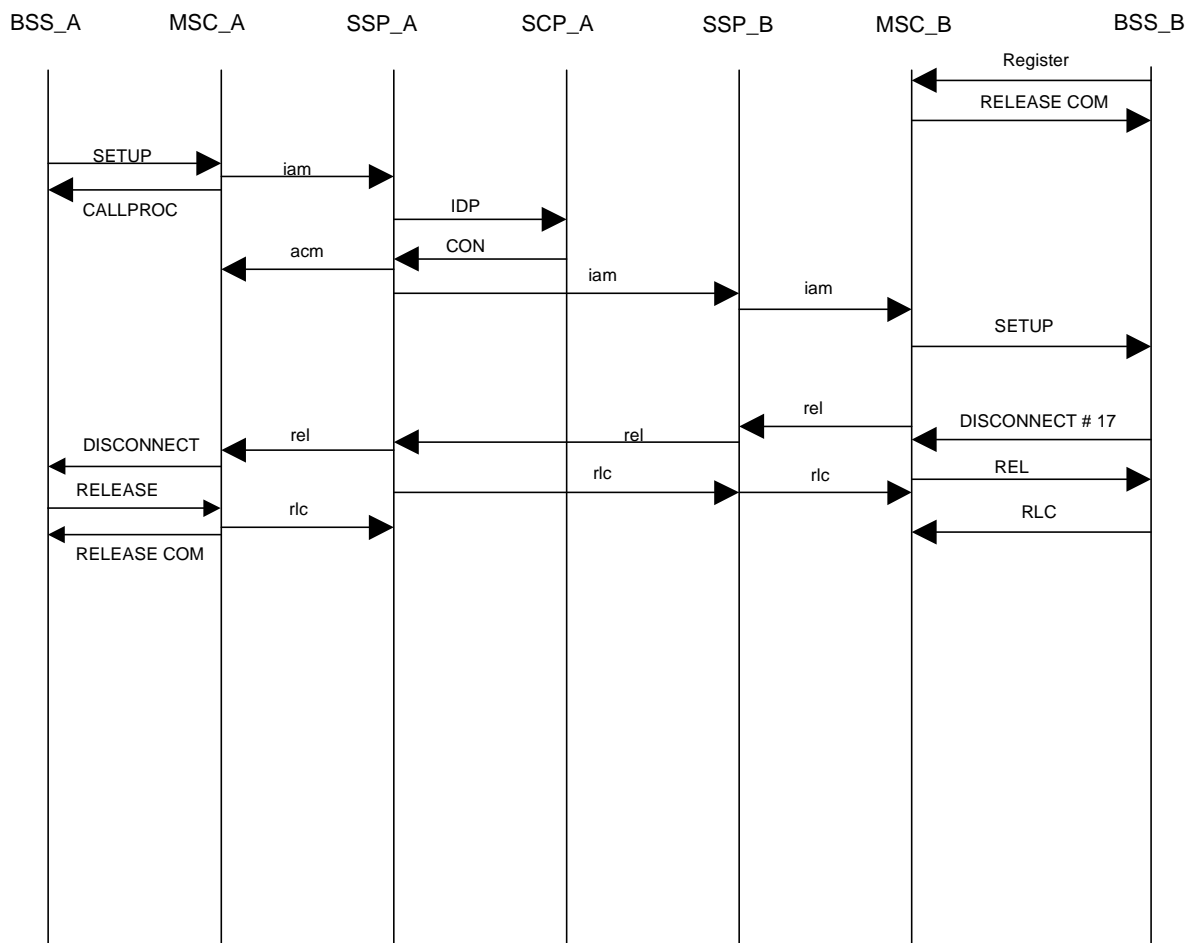 BSS_A
MSC_A
SSP_A
SCP_A
SSP_B
MSC_B
BSS_B
Register
RELEASE COM
SETUP
iam
CALLPROC
IDP
CON
acm
iam
iam
SETUP
rel
DISCONNECT # 17
DISCONNECT
rel
rel
REL
RELEASE
rlc
rlc
rlc
RLC
RELEASE COM